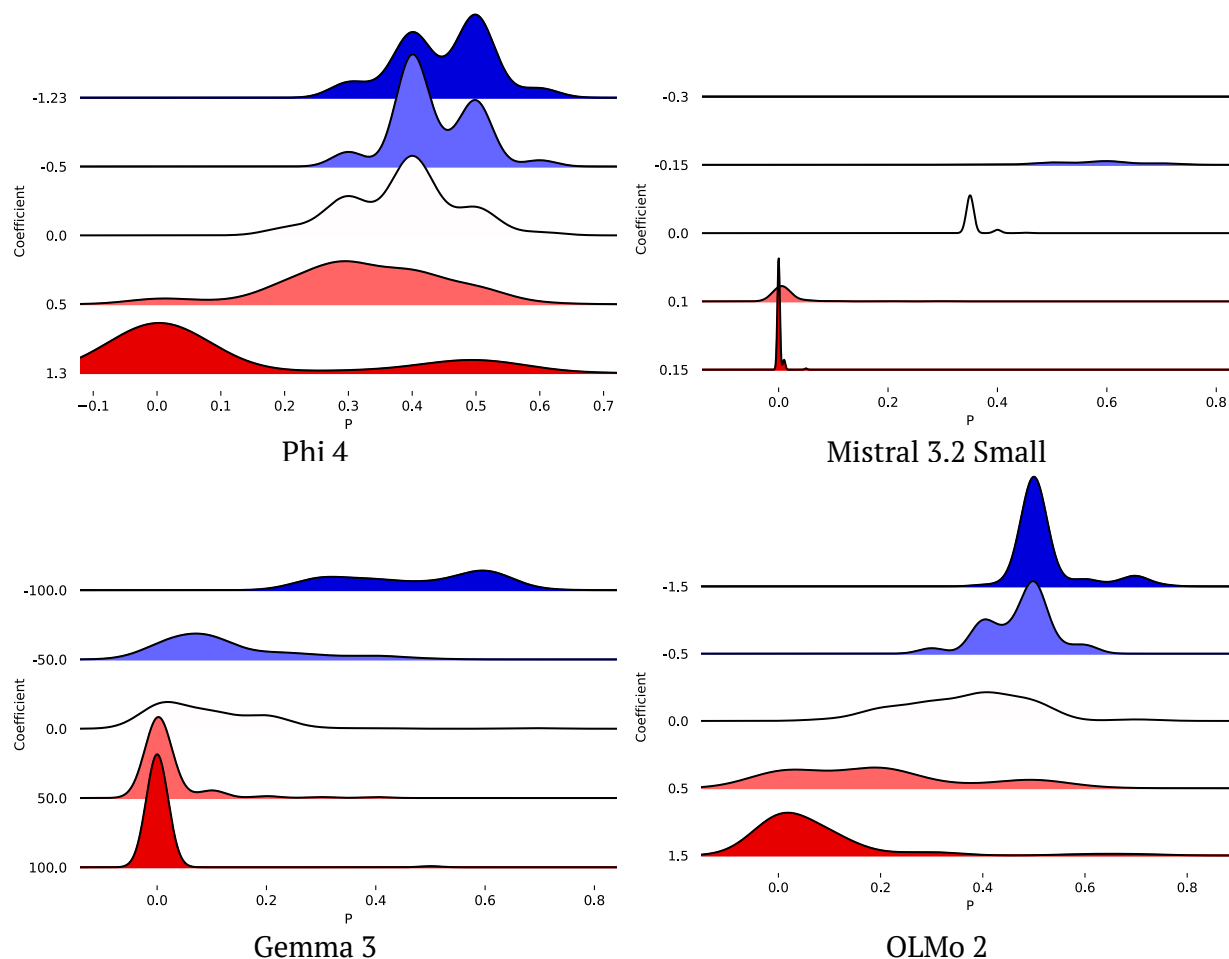 Coefficient
-1.23
-0.5
0.0
0.5
1.3
−0.1 0.0 0.1 0.2 0.3 0.4 0.5 0.6 0.7
P
Phi 4
Coefficient
-0.3
-0.15
0.0
0.1
0.15
0.0 0.2 0.4 0.6 0.8
P
Mistral 3.2 Small
Coefficient
-100.0
-50.0
0.0
50.0
100.0
0.0 0.2 0.4 0.6 0.8
P
Gemma 3
Coefficient
-1.5
-0.5
0.0
0.5
1.5
0.0 0.2 0.4 0.6 0.8
P
OLMo 2